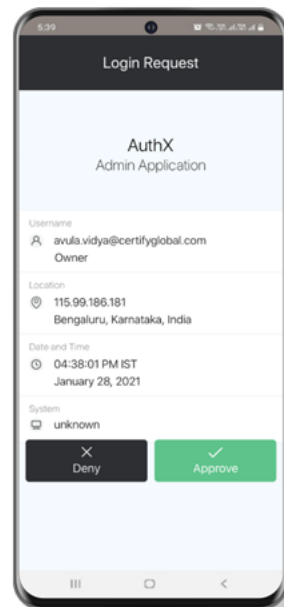 5:39
Login Request
AuthX
Admin Application
Username
avula.vidya@certifyglobal.com
Owner
Location
115.99.186.181
Bengaluru, Karnataka, India
Date and Time
04:38:01 PM IST
January 28, 2021
System
unknown
Deny
Approve